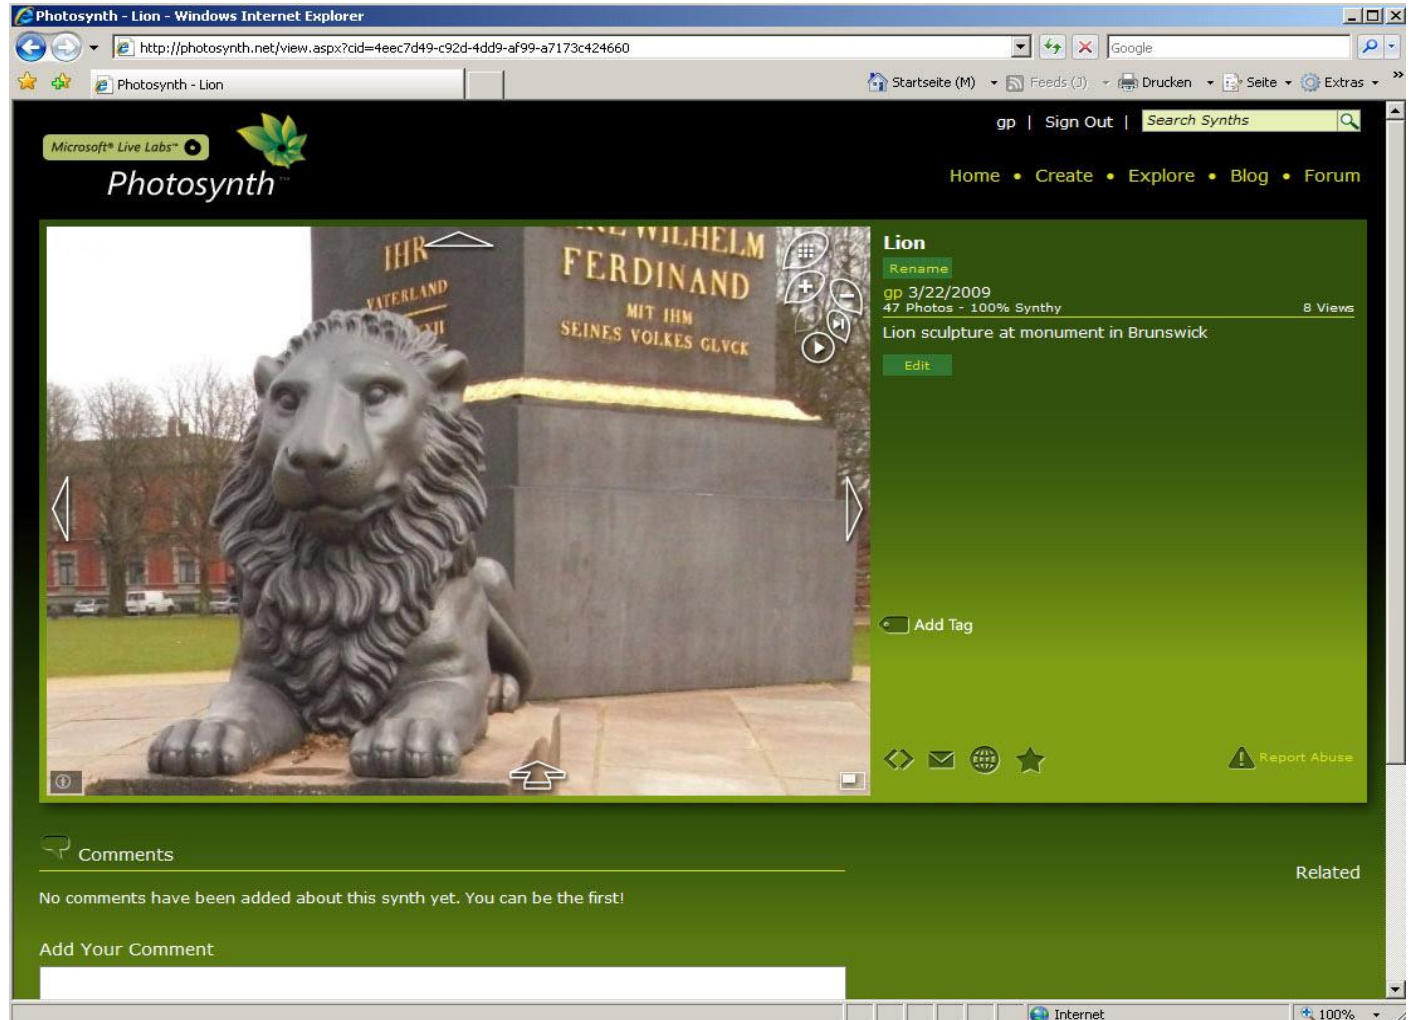 Photosynth - Lion - Windows Internet Explorer
http://photosynth.net/view.aspx?cid=4eec7d49-c92d-4dd9-af99-a7173c424660
Google
Photosynth - Lion
Startseite (M)
Feeds (J)
Drucken
Seite
Extras
gp | Sign Out | Search Synths
Microsoft® Live Labs™
Photosynth™
Home • Create • Explore • Blog • Forum
IHR
VATERLAND
WILHELM
FERDINAND
MIT IHM
SEINES VOLKES GLVCK
Lion
Rename
gp 3/22/2009
47 Photos - 100% Synthy
8 Views
Lion sculpture at monument in Brunswick
Edit
Add Tag
Report Abuse
Comments
Related
No comments have been added about this synth yet. You can be the first!
Add Your Comment
Internet
100%